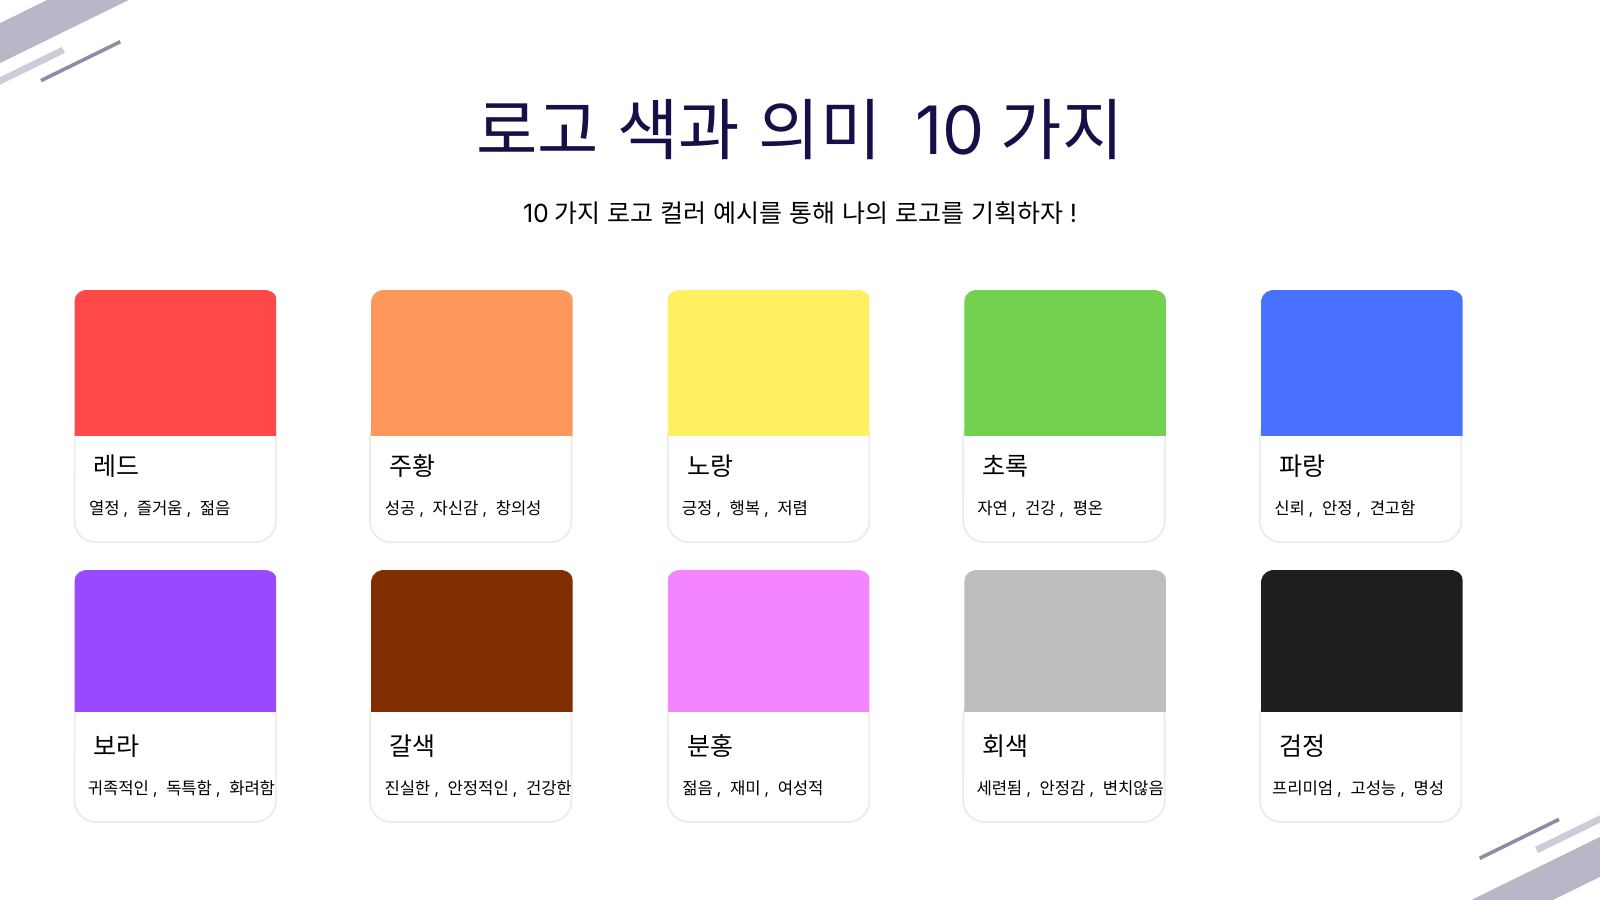 로고 색과 의미 10 가지
10 가지 로고 컬러 예시를 통해 나의 로고를 기획하자 !
레드
열정 , 즐거움 , 젊음
주황
성공 , 자신감 , 창의성
노랑
긍정 , 행복 , 저렴
초록
자연 , 건강 , 평온
파랑
신뢰 , 안정 , 견고함
보라
귀족적인 , 독특함 , 화려함
갈색
진실한 , 안정적인 , 건강한
분홍
젊음 , 재미 , 여성적
회색
세련됨 , 안정감 , 변치않음
검정
프리미엄 , 고성능 , 명성